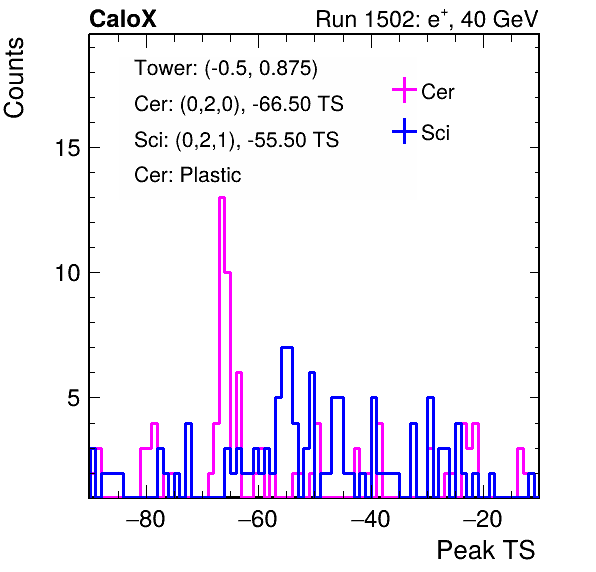 CaloX Run 1502: e⁺, 40 GeV
Counts
Tower: (-0.5, 0.875)
Cer: (0,2,0), -66.50 TS
Sci: (0,2,1), -55.50 TS
Cer: Plastic
Cer
Sci
15
10
5
−80 −60 −40 −20
Peak TS